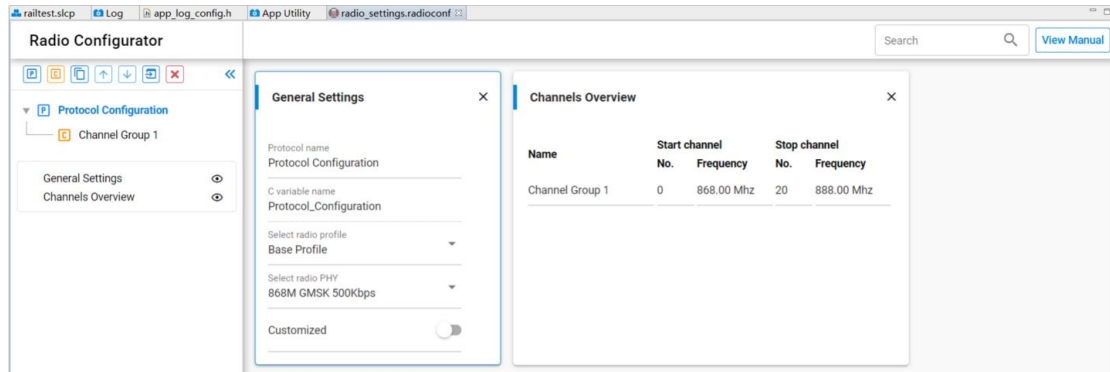 railtest.slcp Log app_log_config.h App Utility radio_settings.radioconf
Radio Configurator
Search
View Manual
Protocol Configuration
Channel Group 1
General Settings
Channels Overview
General Settings
Protocol name
Protocol Configuration
C variable name
Protocol_Configuration
Select radio profile
Base Profile
Select radio PHY
868M GMSK 500Kbps
Customized
Channels Overview
Name
Start channel Stop channel
No. Frequency No. Frequency
Channel Group 1 0 868.00 Mhz 20 888.00 Mhz